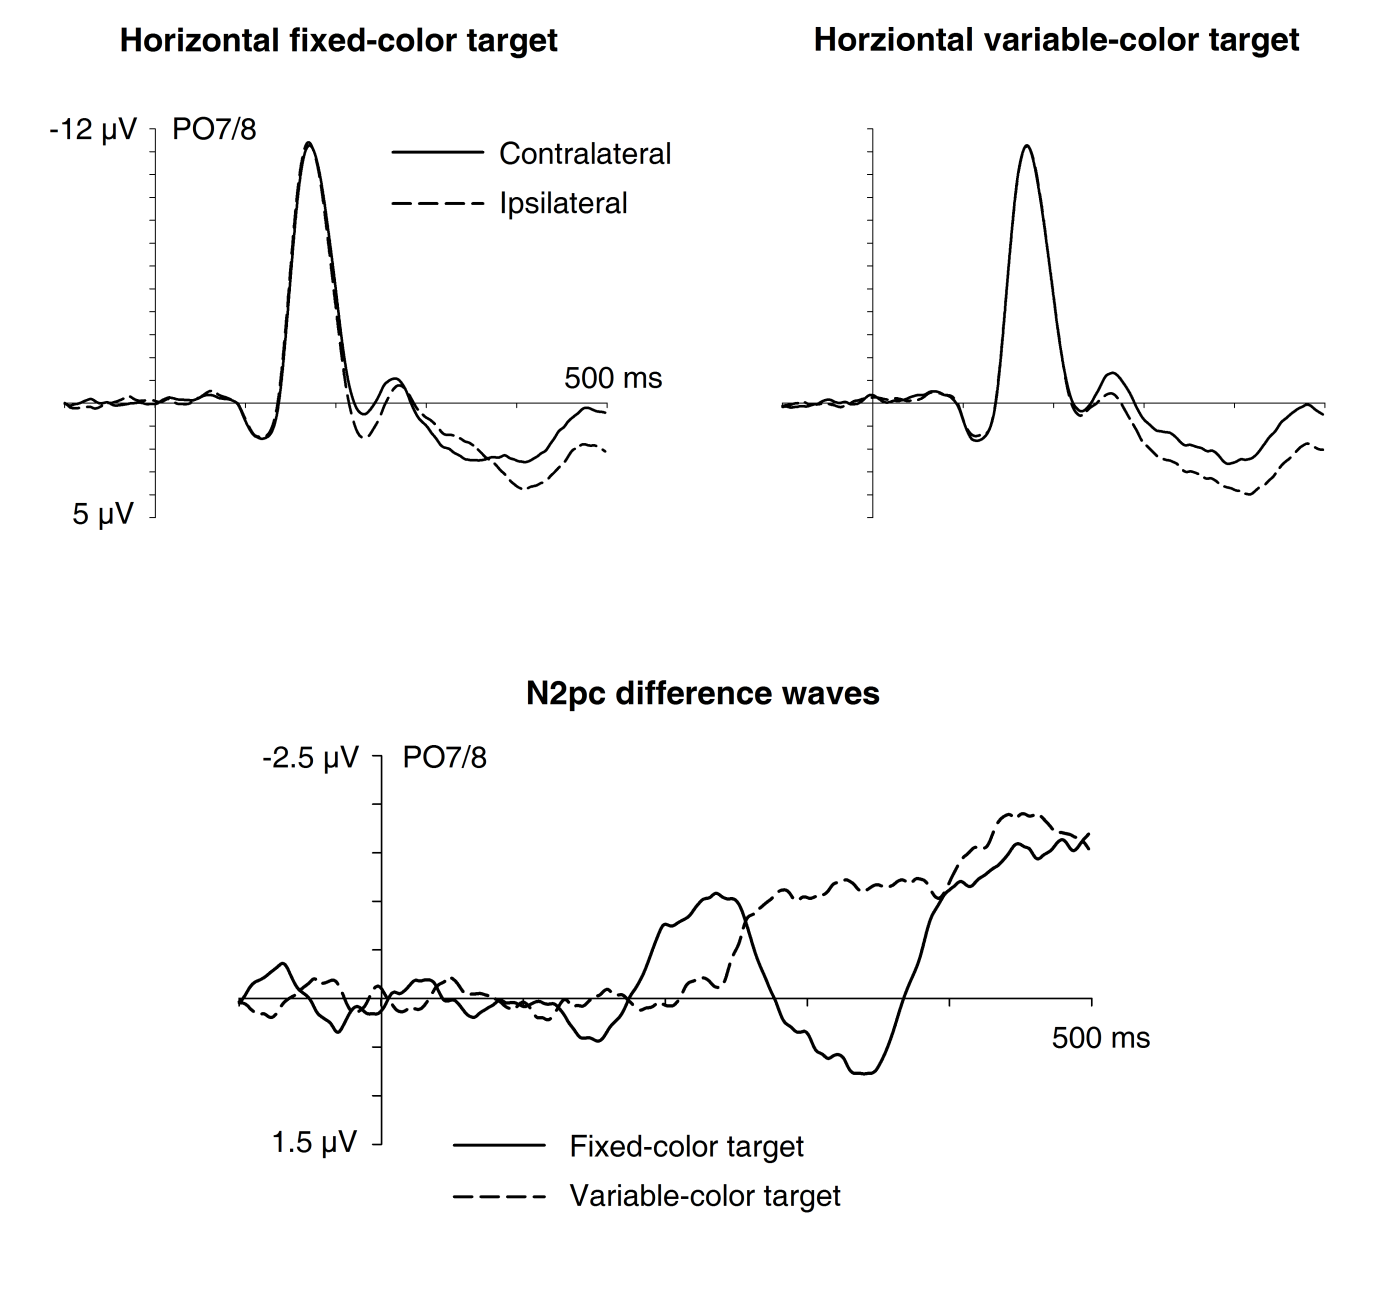 Horizontal fixed-color target
Horziontal variable-color target
-12 µV
PO7/8
Contralateral
Ipsilateral
500 ms
5 µV
N2pc difference waves
-2.5 µV
PO7/8
500 ms
1.5 µV
Fixed-color target
Variable-color target